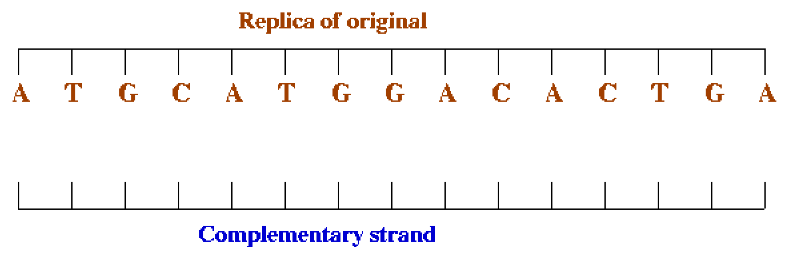 Replica of original
A T G C A T G G A C A C T G A
Complementary strand